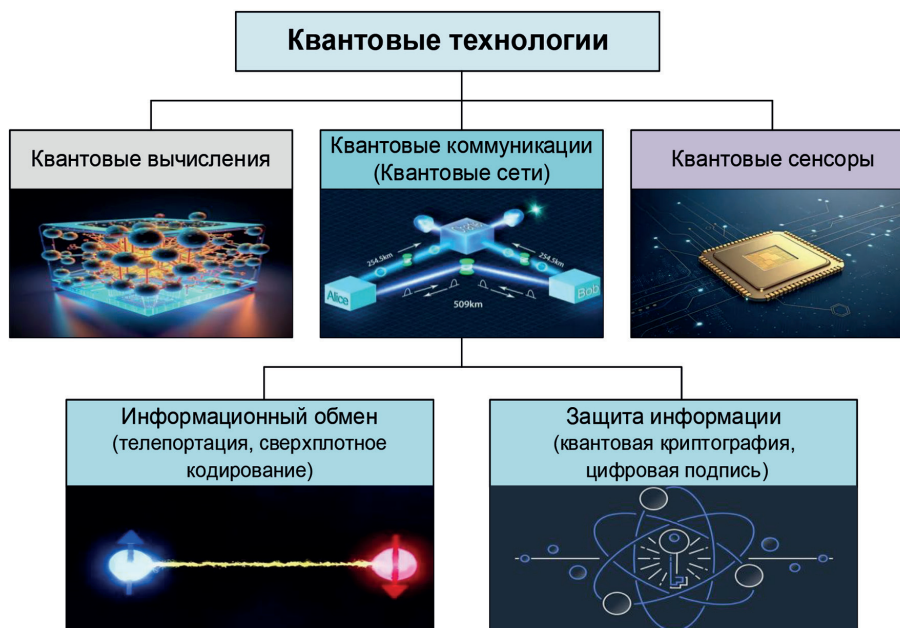 Квантовые технологии
Квантовые вычисления
Квантовые коммуникации
(Квантовые сети)
Квантовые сенсоры
254.5km
254.5km
Alice
Bob
509km
Информационный обмен
(телепортация, сверхплотное
кодирование)
Защита информации
(квантовая криптография,
цифровая подпись)